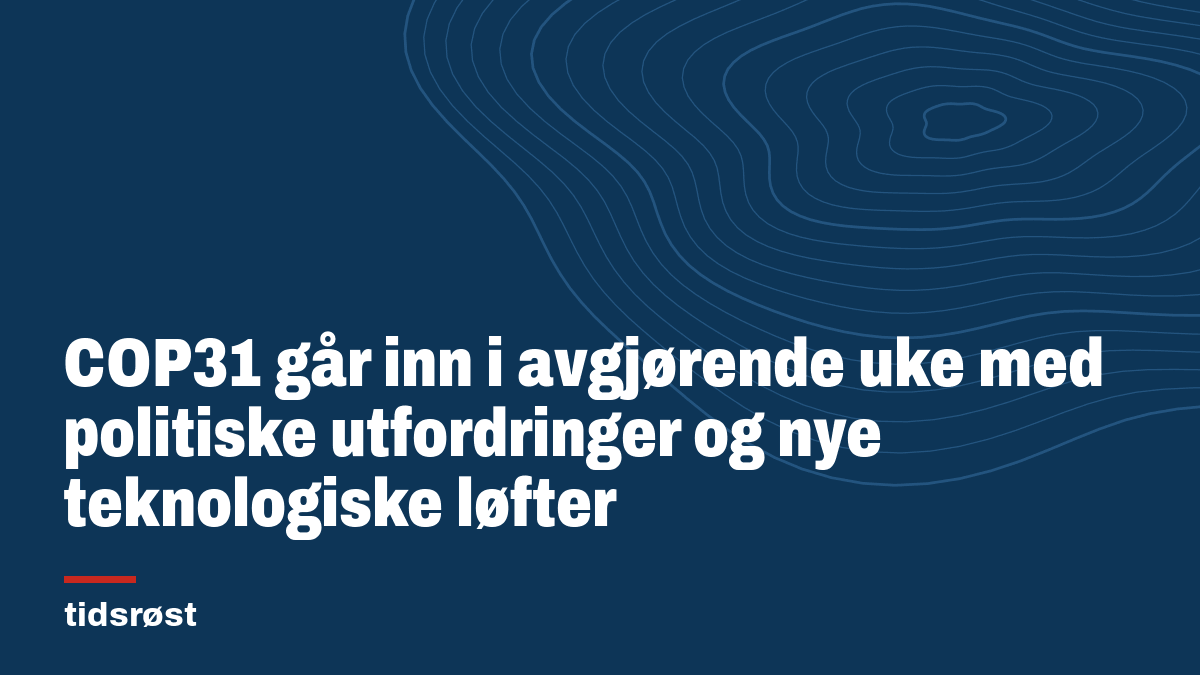 COP31 går inn i avgjørende uke med
politiske utfordringer og nye
teknologiske løfter
tidsrøst